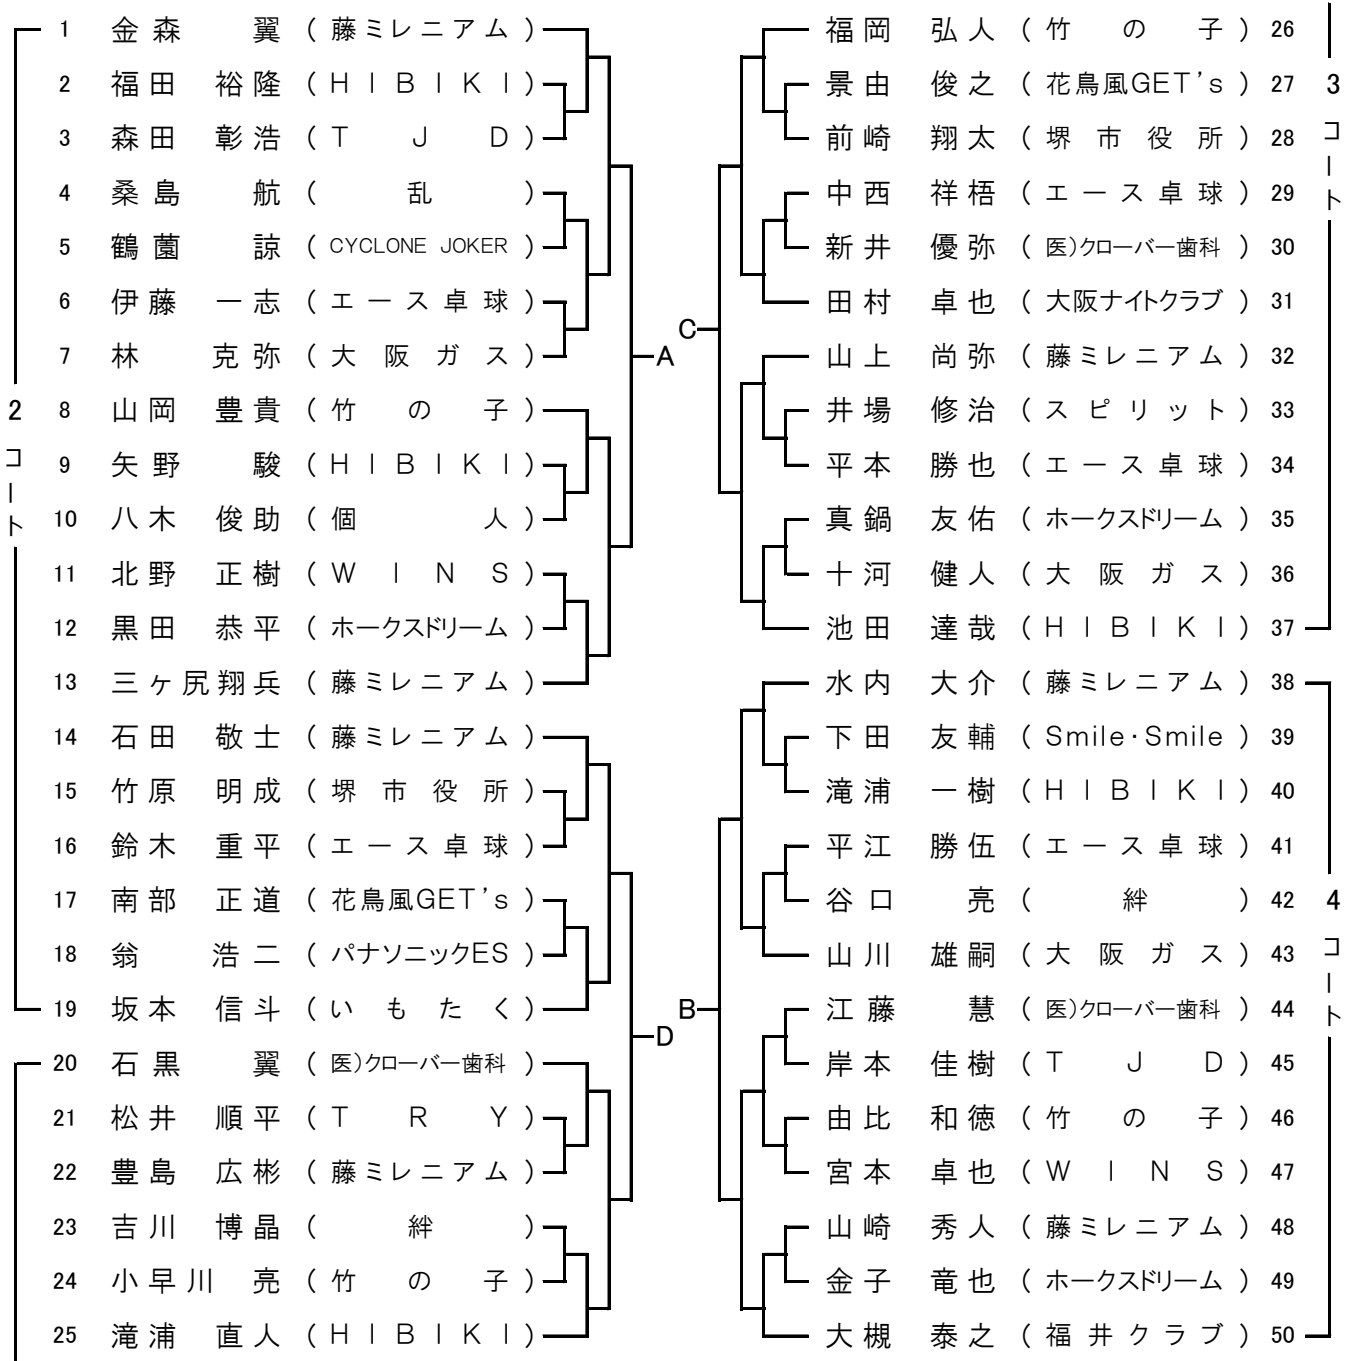 1 金森 翼 (藤ミレニアム)
2 福田 裕隆 (HIBIKI)
3 森田 彰浩 (TJD)
4 桑島 航 (乱)
5 鶴薗 諒 (CYCLONE JOKER)
6 伊藤 一志 (エース卓球)
7 林 克弥 (大阪ガス)
A
2コート
8 山岡 豊貴 (竹の子)
9 矢野 駿 (HIBIKI)
10 八木 俊助 (個人)
11 北野 正樹 (WINS)
12 黒田 恭平 (ホークスドリーム)
13 三ヶ尻翔兵 (藤ミレニアム)
14 石田 敬士 (藤ミレニアム)
15 竹原 明成 (堺市役所)
16 鈴木 重平 (エース卓球)
17 南部 正道 (花鳥風GET's)
18 翁 浩二 (パナソニックES)
19 坂本 信斗 (いもたく)
D
20 石黒 翼 (医)クローバー歯科)
21 松井 順平 (TRY)
22 豊島 広彬 (藤ミレニアム)
23 吉川 博晶 (絆)
24 小早川 亮 (竹の子)
25 滝浦 直人 (HIBIKI)
福岡 弘人 (竹の子) 26
景由 俊之 (花鳥風GET's) 27
3コート
前崎 翔太 (堺市役所) 28
中西 祥梧 (エース卓球) 29
新井 優弥 (医)クローバー歯科) 30
田村 卓也 (大阪ナイトクラブ) 31
C
山上 尚弥 (藤ミレニアム) 32
井場 修治 (スピリット) 33
平本 勝也 (エース卓球) 34
真鍋 友佑 (ホークスドリーム) 35
十河 健人 (大阪ガス) 36
池田 達哉 (HIBIKI) 37
水内 大介 (藤ミレニアム) 38
下田 友輔 (Smile・Smile) 39
滝浦 一樹 (HIBIKI) 40
平江 勝伍 (エース卓球) 41
谷口 亮 (絆) 42
4コート
山川 雄嗣 (大阪ガス) 43
B
江藤 慧 (医)クローバー歯科) 44
岸本 佳樹 (TJD) 45
由比 和徳 (竹の子) 46
宮本 卓也 (WINS) 47
山崎 秀人 (藤ミレニアム) 48
金子 竜也 (ホークスドリーム) 49
大槻 泰之 (福井クラブ) 50